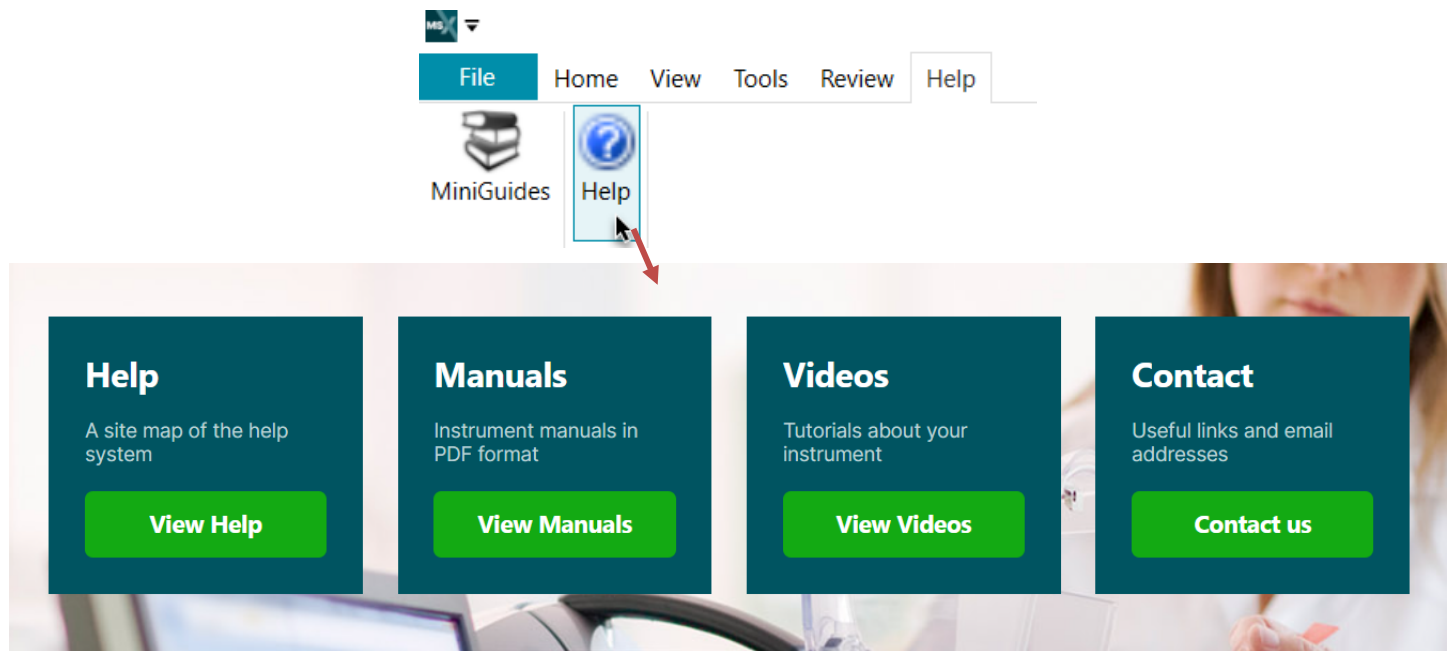 MSX
File Home View Tools Review Help
MiniGuides Help
Help
A site map of the help
system
View Help
Manuals
Instrument manuals in
PDF format
View Manuals
Videos
Tutorials about your
instrument
View Videos
Contact
Useful links and email
addresses
Contact us